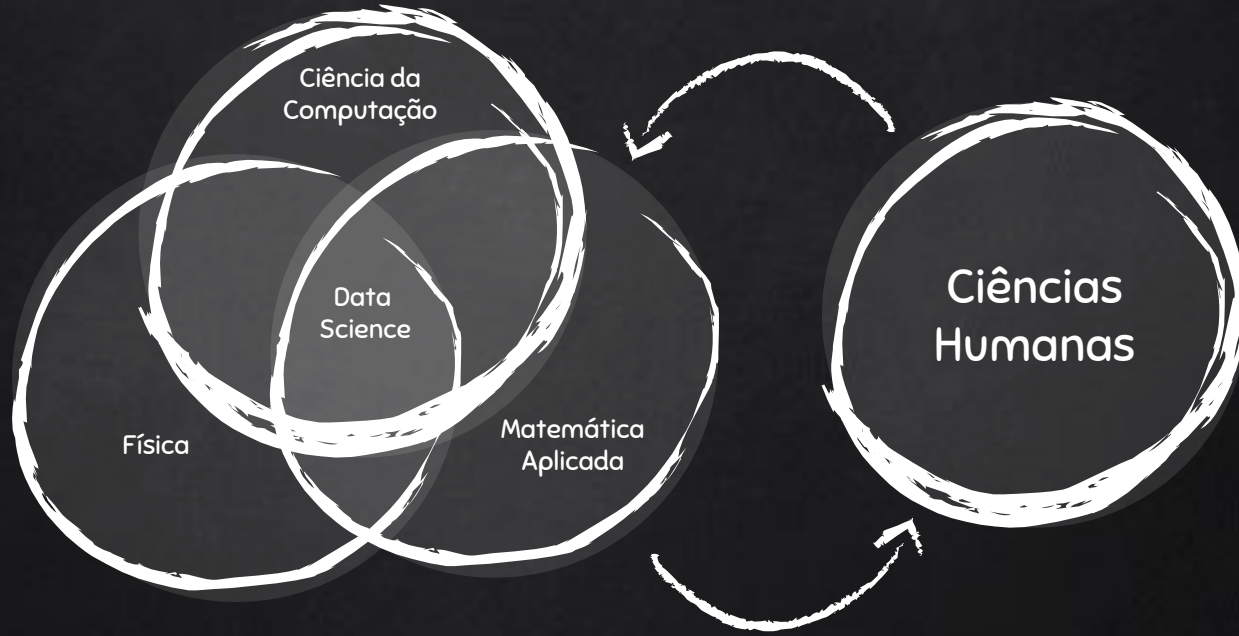 Ciência da
Computação
Data
Science
Física
Matemática
Aplicada
Ciências
Humanas